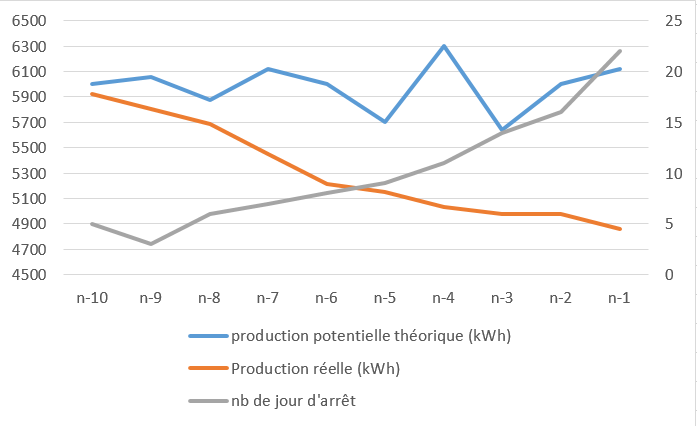 6500 25
6300
6100 20
5900
5700 15
5500
5300 10
5100
4900 5
4700
4500 0
n-10 n-9 n-8 n-7 n-6 n-5 n-4 n-3 n-2 n-1
production potentielle théorique (kWh)
Production réelle (kWh)
nb de jour d'arrêt